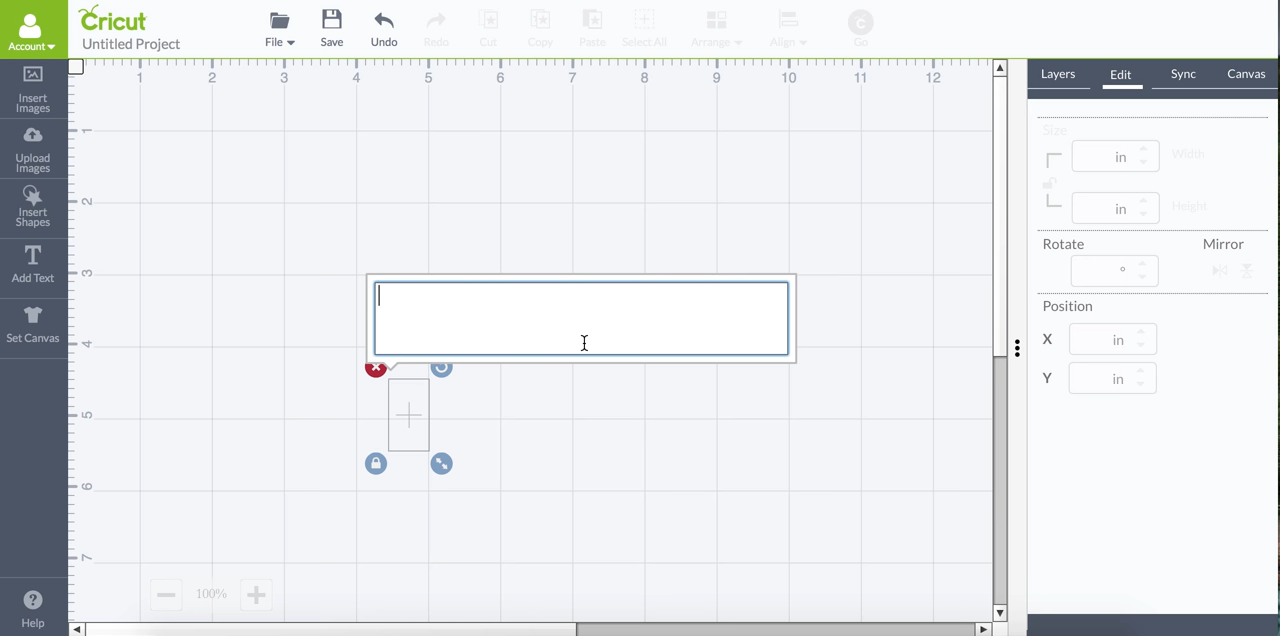 Cricut
Untitled Project
Account
File
Save
Undo
Redo
Cut
Copy
Paste
Select All
Arrange
Align
C
Go
Insert
Images
Upload
Images
Insert
Shapes
T
Add Text
Set Canvas
?
Help
1 2 3 4 5 6 7 8 9 10 11 12
1
2
3
4
5
6
7
100%
Layers Edit Sync Canvas
Size
in Width
in Height
Rotate Mirror
°
Position
X in
Y in